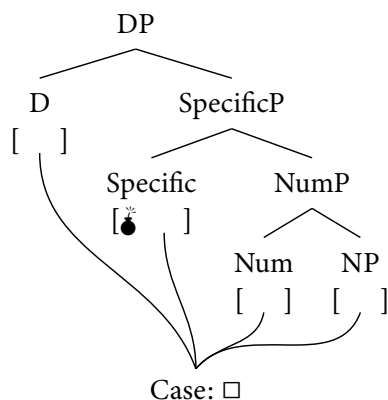 DP
D SpecificP
[ ] Specific NumP
[💣 ] Num NP
[ ] [ ]
Case: □